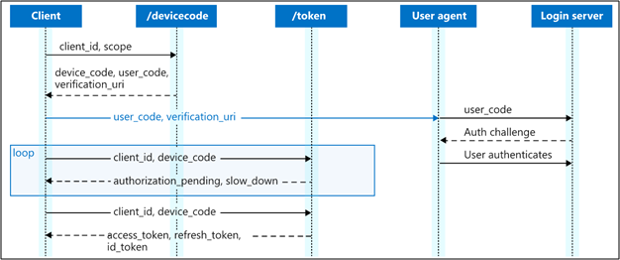 Client
/devicecode
/token
User agent
Login server
client_id, scope
device_code, user_code,
verification_uri
user_code, verification_uri
user_code
Auth challenge
User authenticates
loop
client_id, device_code
authorization_pending, slow_down
client_id, device_code
access_token, refresh_token,
id_token